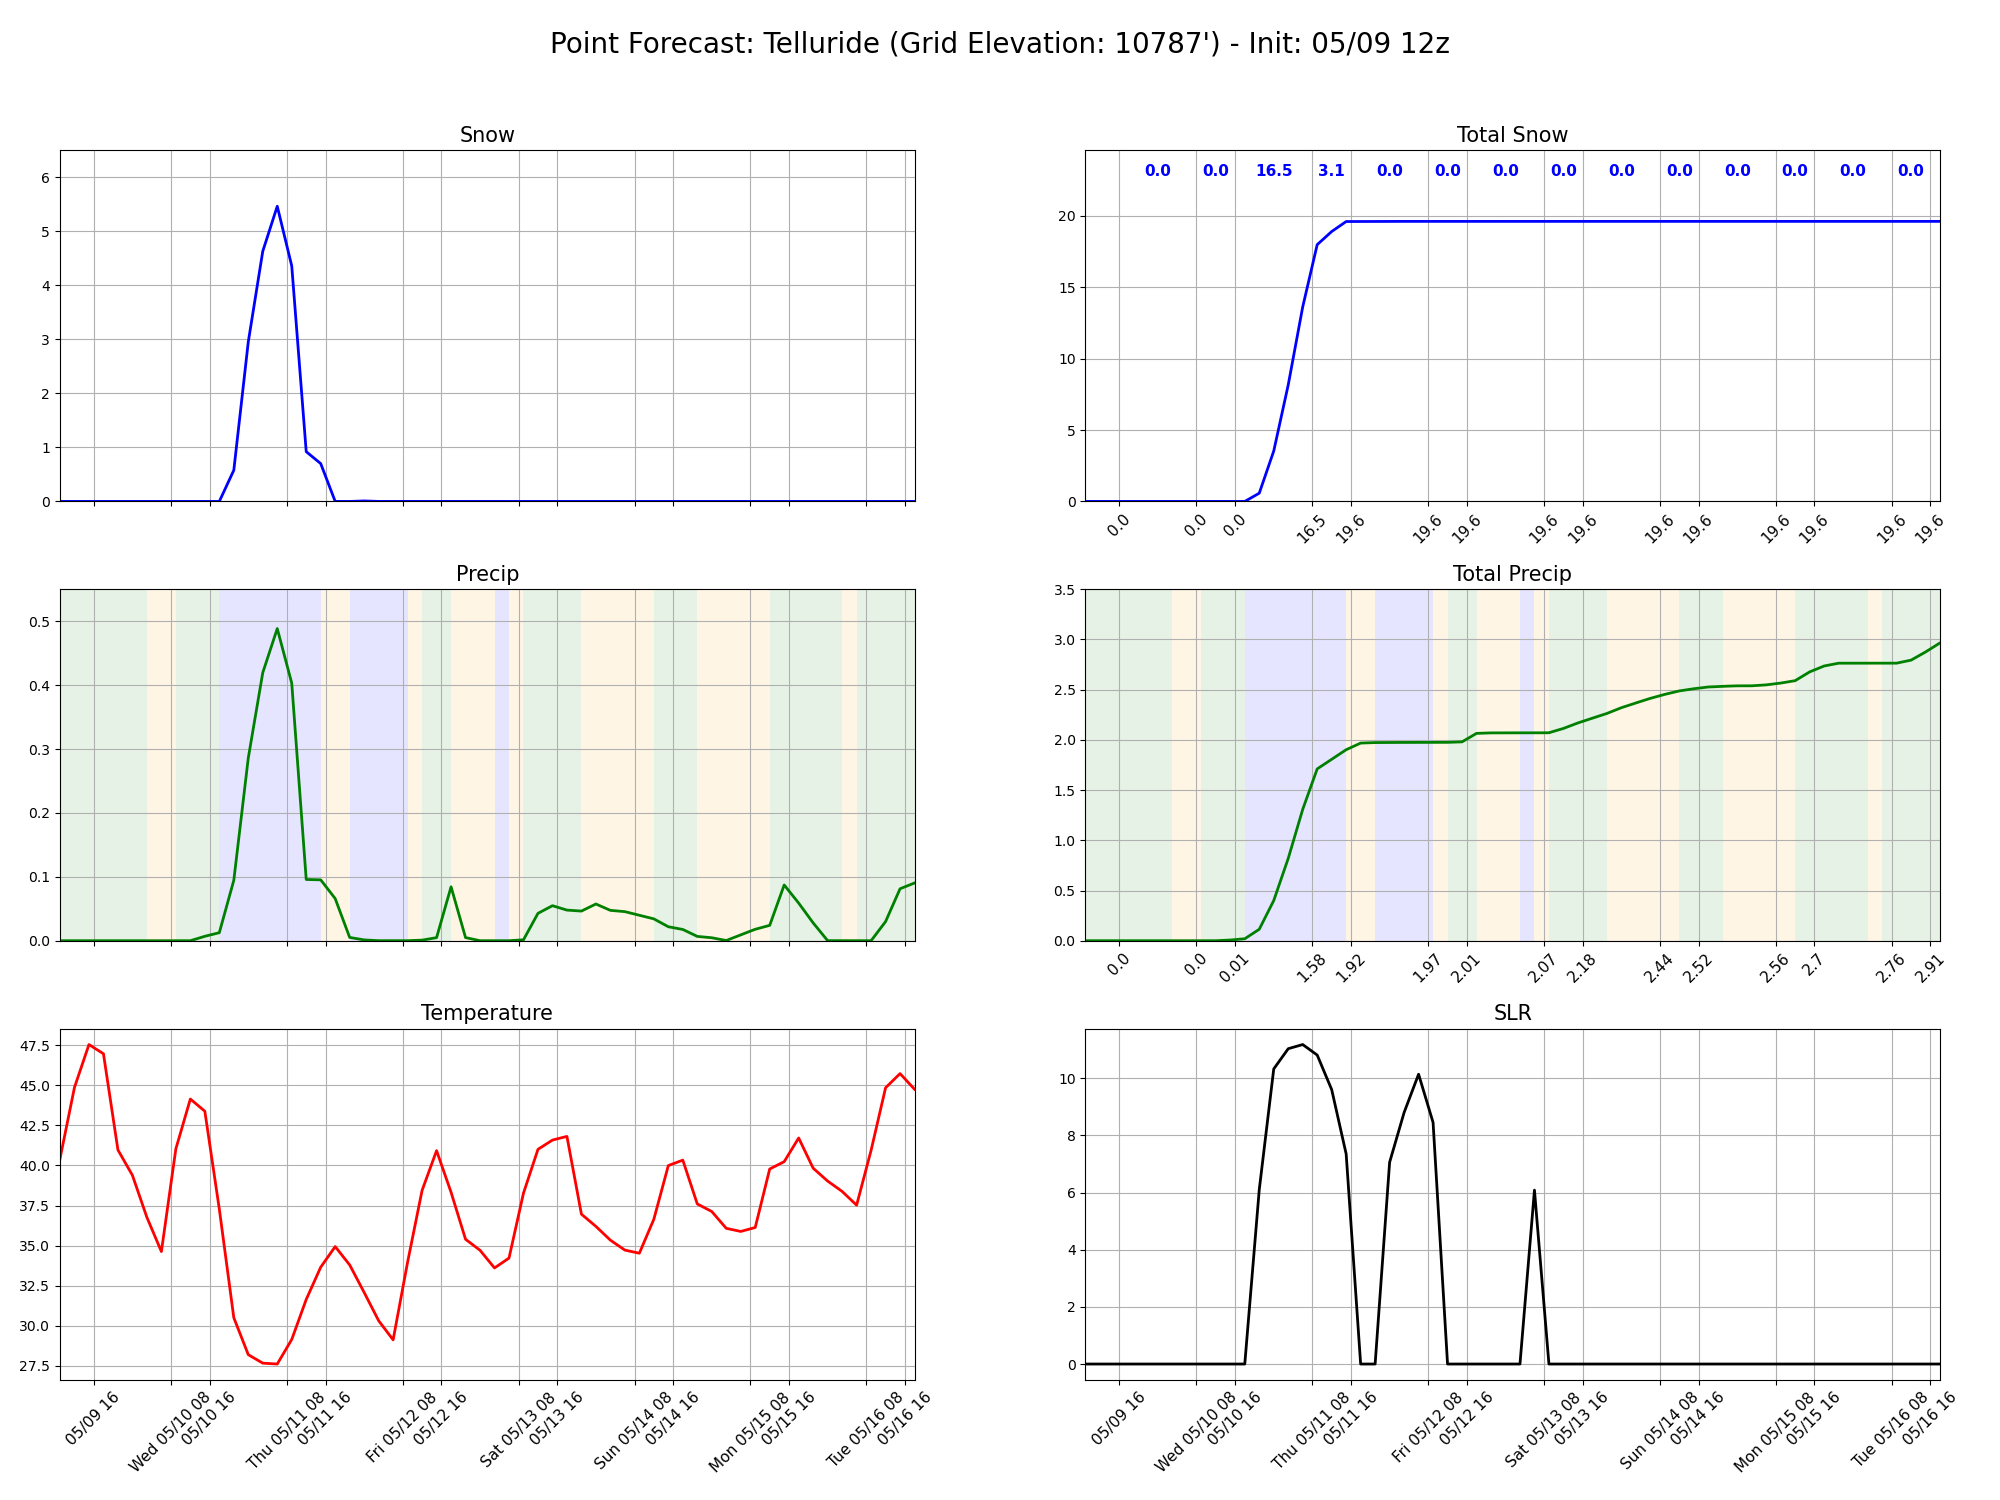 Point Forecast: Telluride (Grid Elevation: 10787') - Init: 05/09 12z
Snow
6
5
4
3
2
1
0
Total Snow
0.0 0.0 16.5 3.1 0.0 0.0 0.0 0.0 0.0 0.0 0.0 0.0 0.0 0.0
20
15
10
5
0
0.0 0.0 0.0 16.5 19.6 19.6 19.6 19.6 19.6 19.6 19.6 19.6 19.6 19.6 19.6
Precip
0.5
0.4
0.3
0.2
0.1
0.0
Total Precip
3.5
3.0
2.5
2.0
1.5
1.0
0.5
0.0
0.0 0.0 0.01 1.58 1.92 1.97 2.01 2.07 2.18 2.44 2.52 2.56 2.7 2.76 2.91
Temperature
47.5
45.0
42.5
40.0
37.5
35.0
32.5
30.0
27.5
05/09 16
Wed 05/10 08
05/10 16
Thu 05/11 08
05/11 16
Fri 05/12 08
05/12 16
Sat 05/13 08
05/13 16
Sun 05/14 08
05/14 16
Mon 05/15 08
05/15 16
Tue 05/16 08
05/16 16
SLR
10
8
6
4
2
0
05/09 16
Wed 05/10 08
05/10 16
Thu 05/11 08
05/11 16
Fri 05/12 08
05/12 16
Sat 05/13 08
05/13 16
Sun 05/14 08
05/14 16
Mon 05/15 08
05/15 16
Tue 05/16 08
05/16 16